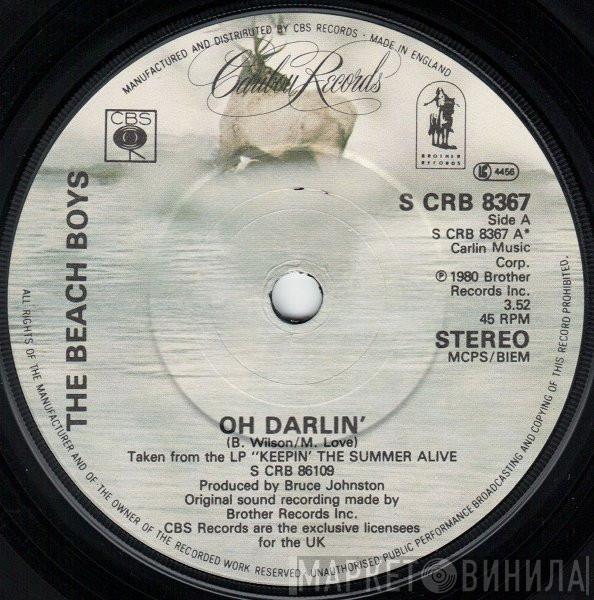 MANUFACTURED AND DISTRIBUTED BY CBS RECORDS · MADE IN ENGLAND
Caribou Records
CBS
BROTHER
RECORDS
LC 4456
THE BEACH BOYS
S CRB 8367
Side A
S CRB 8367 A*
Carlin Music
Corp.
℗ 1980 Brother
Records Inc.
3.52
45 RPM
STEREO
MCPS/BIEM
OH DARLIN'
(B. Wilson/M. Love)
Taken from the LP "KEEPIN' THE SUMMER ALIVE
S CRB 86109
Produced by Bruce Johnston
Original sound recording made by
Brother Records Inc.
CBS Records are the exclusive licensees
for the UK
ALL RIGHTS OF THE MANUFACTURER AND OF THE OWNER OF THE RECORDED WORK RESERVED · UNAUTHORISED PUBLIC PERFORMANCE BROADCASTING AND COPYING OF THIS RECORD PROHIBITED.
МАРКЕТ ВИНИЛА